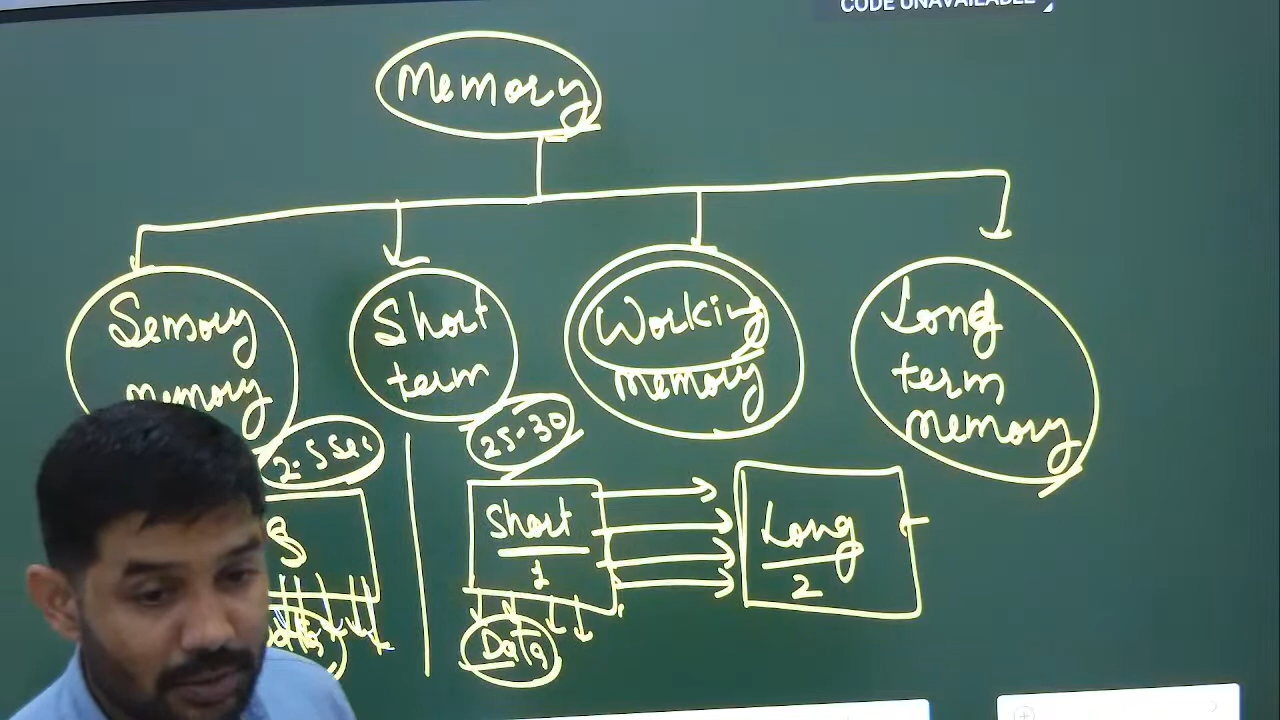 CODE UNAVAILABLE
Memory
Sensory
memory
Short
term
Working
memory
Long
term
memory
2-5 Sec
25-30
S
Short
1
Long
2
Data